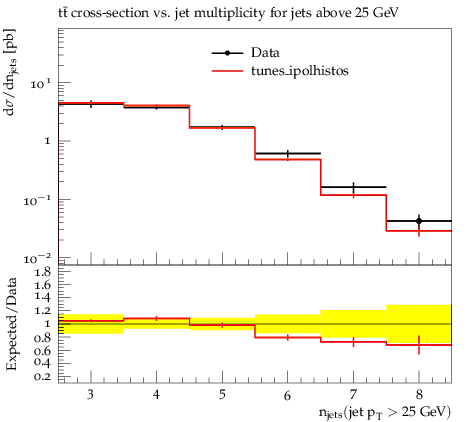 tt̄ cross-section vs. jet multiplicity for jets above 25 GeV
dσ/dn_jets [pb]
Data
tunes_ipolhistos
10¹
1
10⁻¹
10⁻²
Expected/Data
1.8
1.6
1.4
1.2
1
0.8
0.6
0.4
0.2
3 4 5 6 7 8
n_jets(jet p_T > 25 GeV)